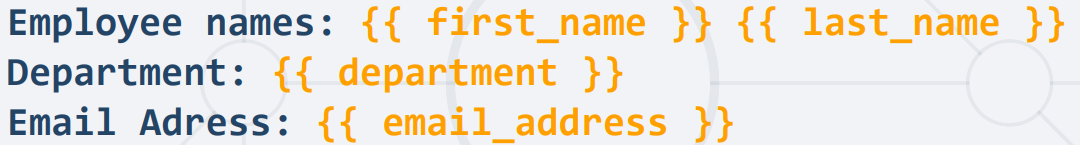 Employee names: {{ first_name }} {{ last_name }}
Department: {{ department }}
Email Adress: {{ email_address }}